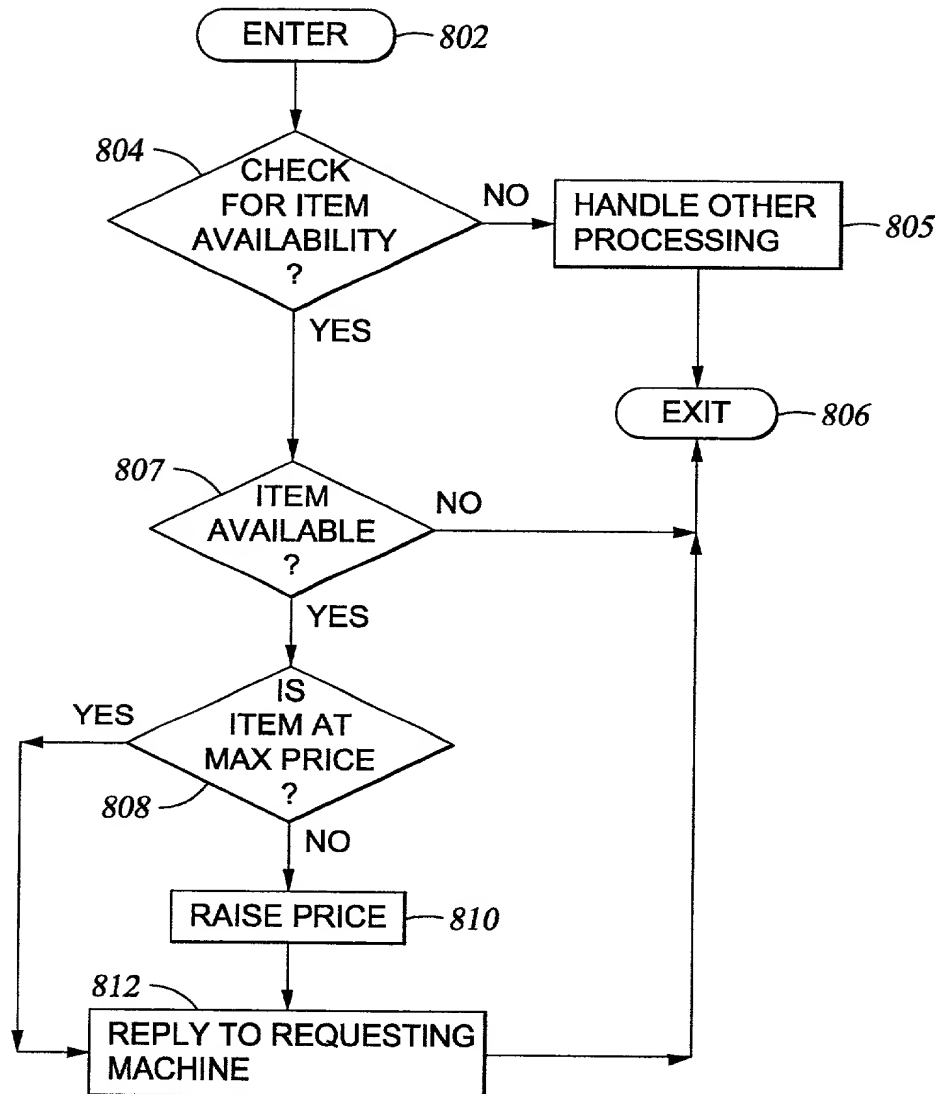 ENTER
802
804
CHECK
FOR ITEM
AVAILABILITY
?
NO
HANDLE OTHER
PROCESSING
805
YES
EXIT
806
807
ITEM
AVAILABLE
?
NO
YES
IS
ITEM AT
MAX PRICE
?
YES
808
NO
RAISE PRICE
810
812
REPLY TO REQUESTING
MACHINE